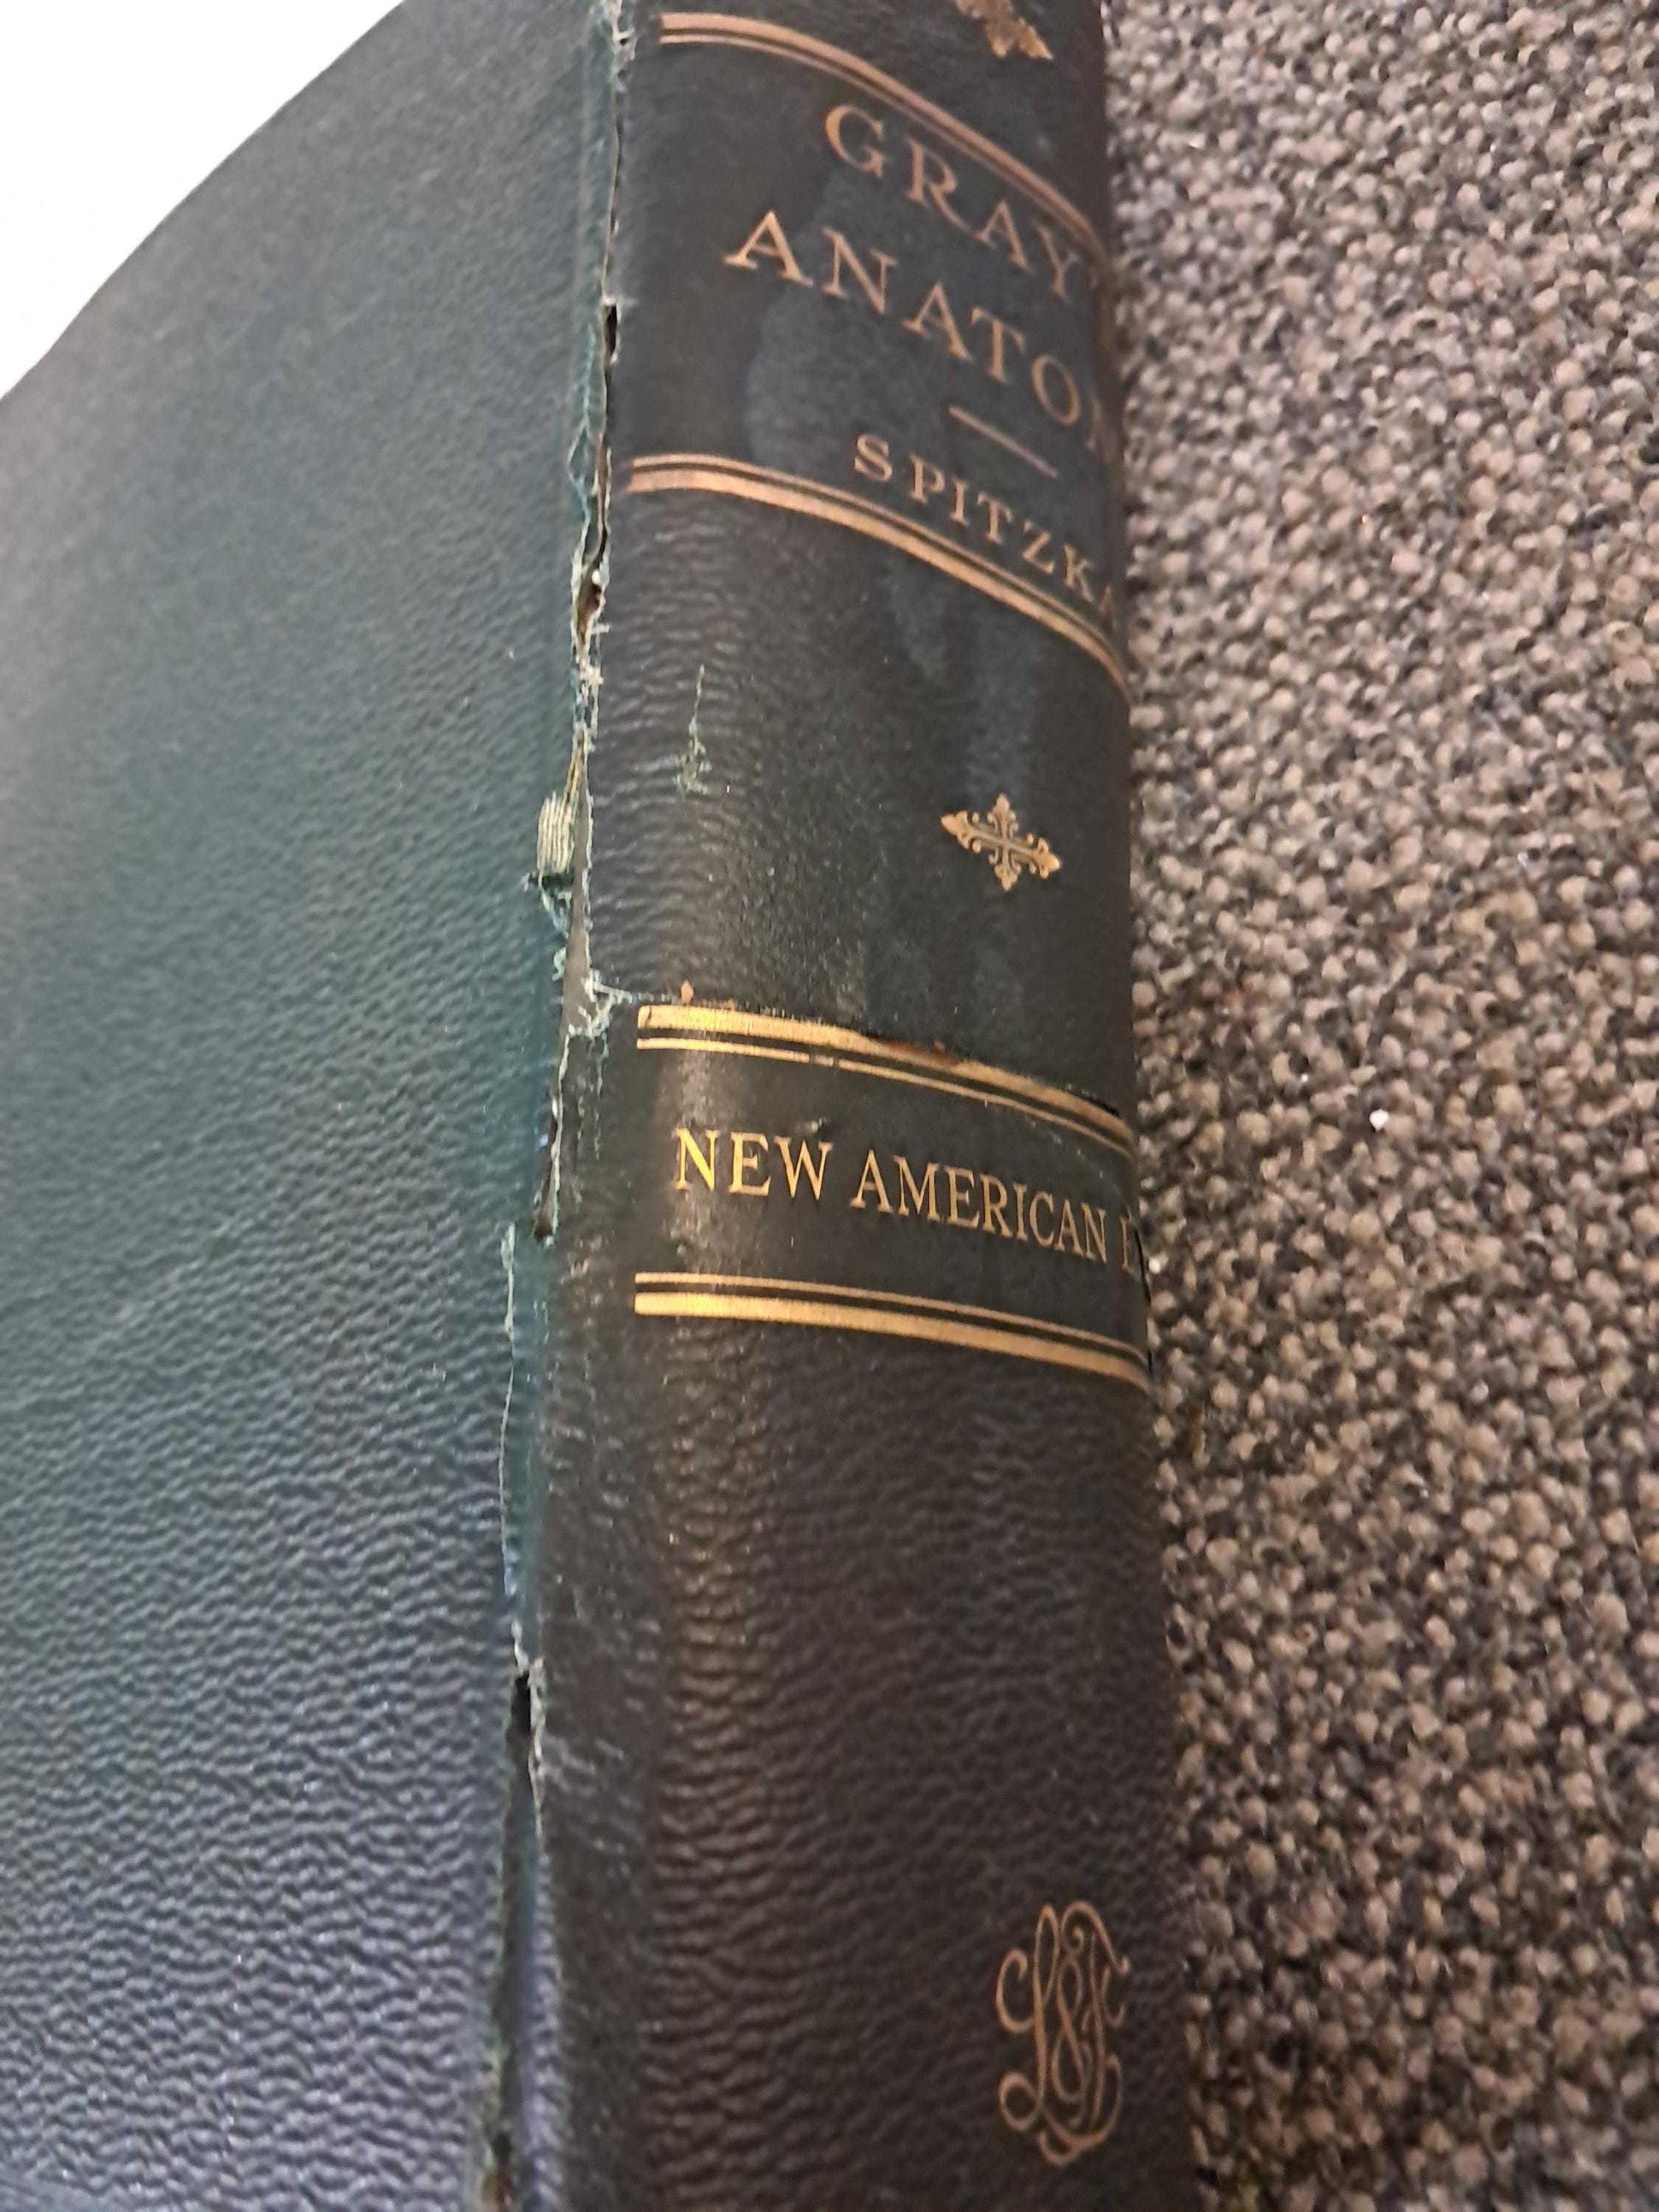 GRAY'
ANATO
SPITZKA
NEW AMERICAN E
L&F